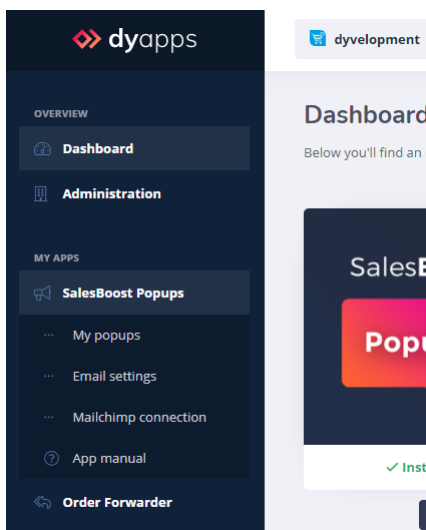 dyapps
dyvelopment
OVERVIEW
Dashboard
Administration
MY APPS
SalesBoost Popups
My popups
Email settings
Mailchimp connection
App manual
Order Forwarder
Dashboard
Below you'll find an
Sales
Popu
Inst